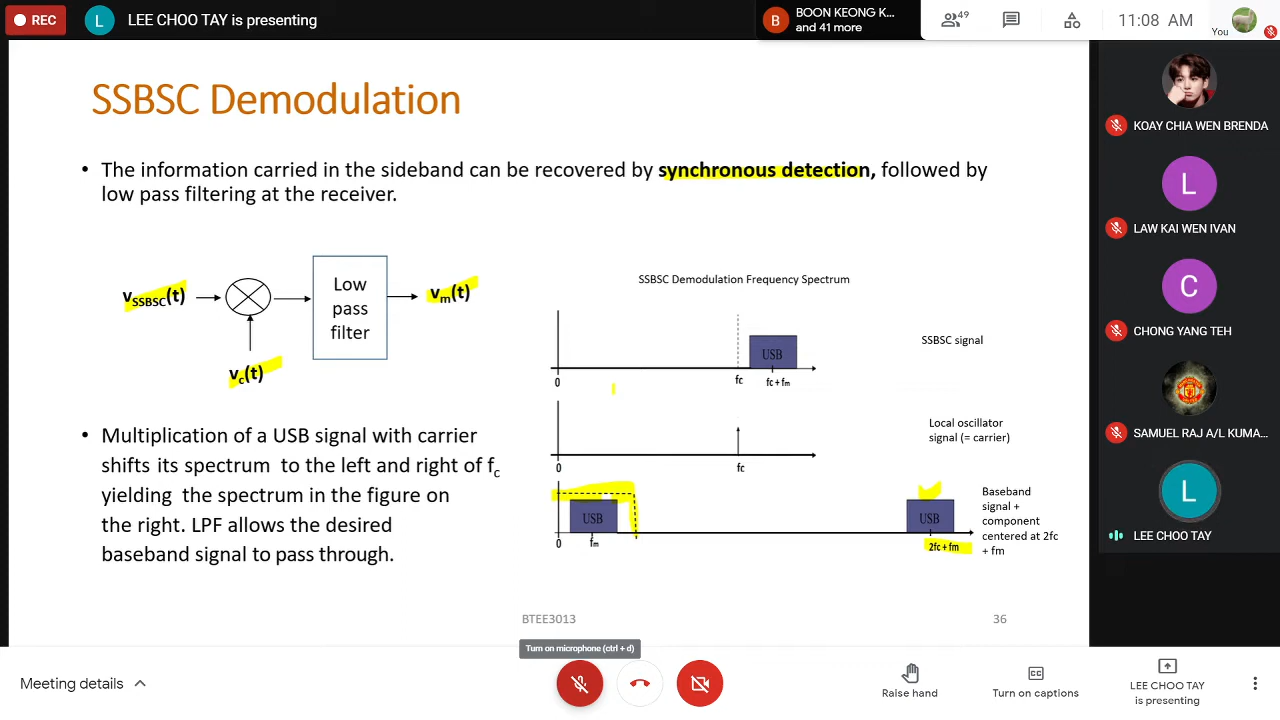 REC
L
LEE CHOO TAY is presenting
B
BOON KEONG K...
and 41 more
49
11:08 AM
You
SSBSC Demodulation
• The information carried in the sideband can be recovered by synchronous detection, followed by
low pass filtering at the receiver.
vSSBSC(t)
Low
pass
filter
vm(t)
vc(t)
SSBSC Demodulation Frequency Spectrum
USB
SSBSC signal
0
fc
fc + fm
Local oscillator
signal (= carrier)
0
fc
USB
USB
Baseband
signal +
component
centered at 2fc
+ fm
0
fm
2fc + fm
• Multiplication of a USB signal with carrier
shifts its spectrum to the left and right of fc
yielding the spectrum in the figure on
the right. LPF allows the desired
baseband signal to pass through.
BTEE3013
36
KOAY CHIA WEN BRENDA
L
LAW KAI WEN IVAN
C
CHONG YANG TEH
SAMUEL RAJ A/L KUMA...
L
LEE CHOO TAY
Turn on microphone (ctrl + d)
Meeting details
Raise hand
CC
Turn on captions
LEE CHOO TAY
is presenting